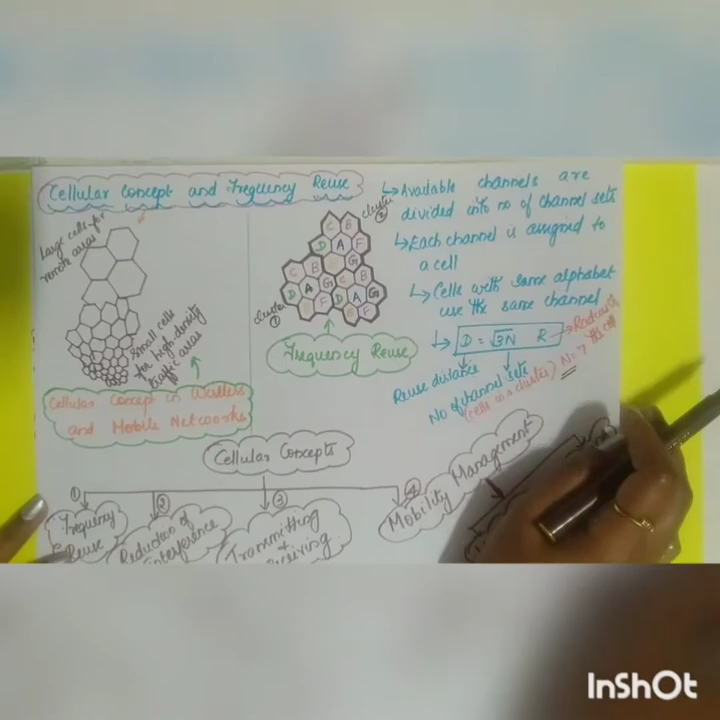 Cellular Concept and Frequency Reuse
Large cells for
remote areas
Small cells
for high-density
traffic areas
Cellular Concept in Wireless
and Mobile Networks
cluster
②
C B
D A F
C B G
D A G C B
F D A G
F
cluster
①
Frequency Reuse
↳ Available channels are
divided into no of channel sets
↳ Each channel is assigned to
a cell
↳ Cells with same alphabet
use the same channel
↳ D = √3N R → Radius of
the cell
Reuse distance
No of channel sets
(cells in a cluster) N = 7
Cellular Concepts
① ② ③ ④
Frequency
Reuse
Reduction of
Interference
Transmitting
+
Mobility Management
InShOt